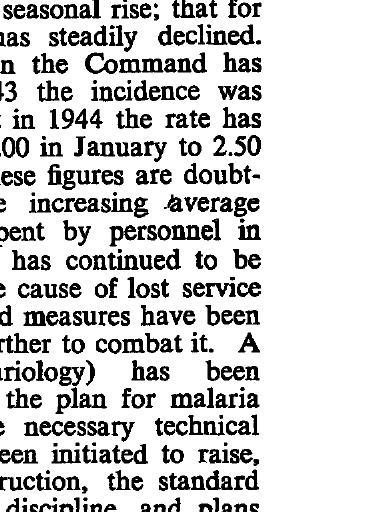 seasonal rise; that for
has steadily declined.
n the Command has
43 the incidence was
in 1944 the rate has
.00 in January to 2.50
ese figures are doubt-
e increasing average
pent by personnel in
has continued to be
e cause of lost service
d measures have been
rther to combat it. A
ariology) has been
the plan for malaria
e necessary technical
een initiated to raise,
ruction, the standard
discipline and plans